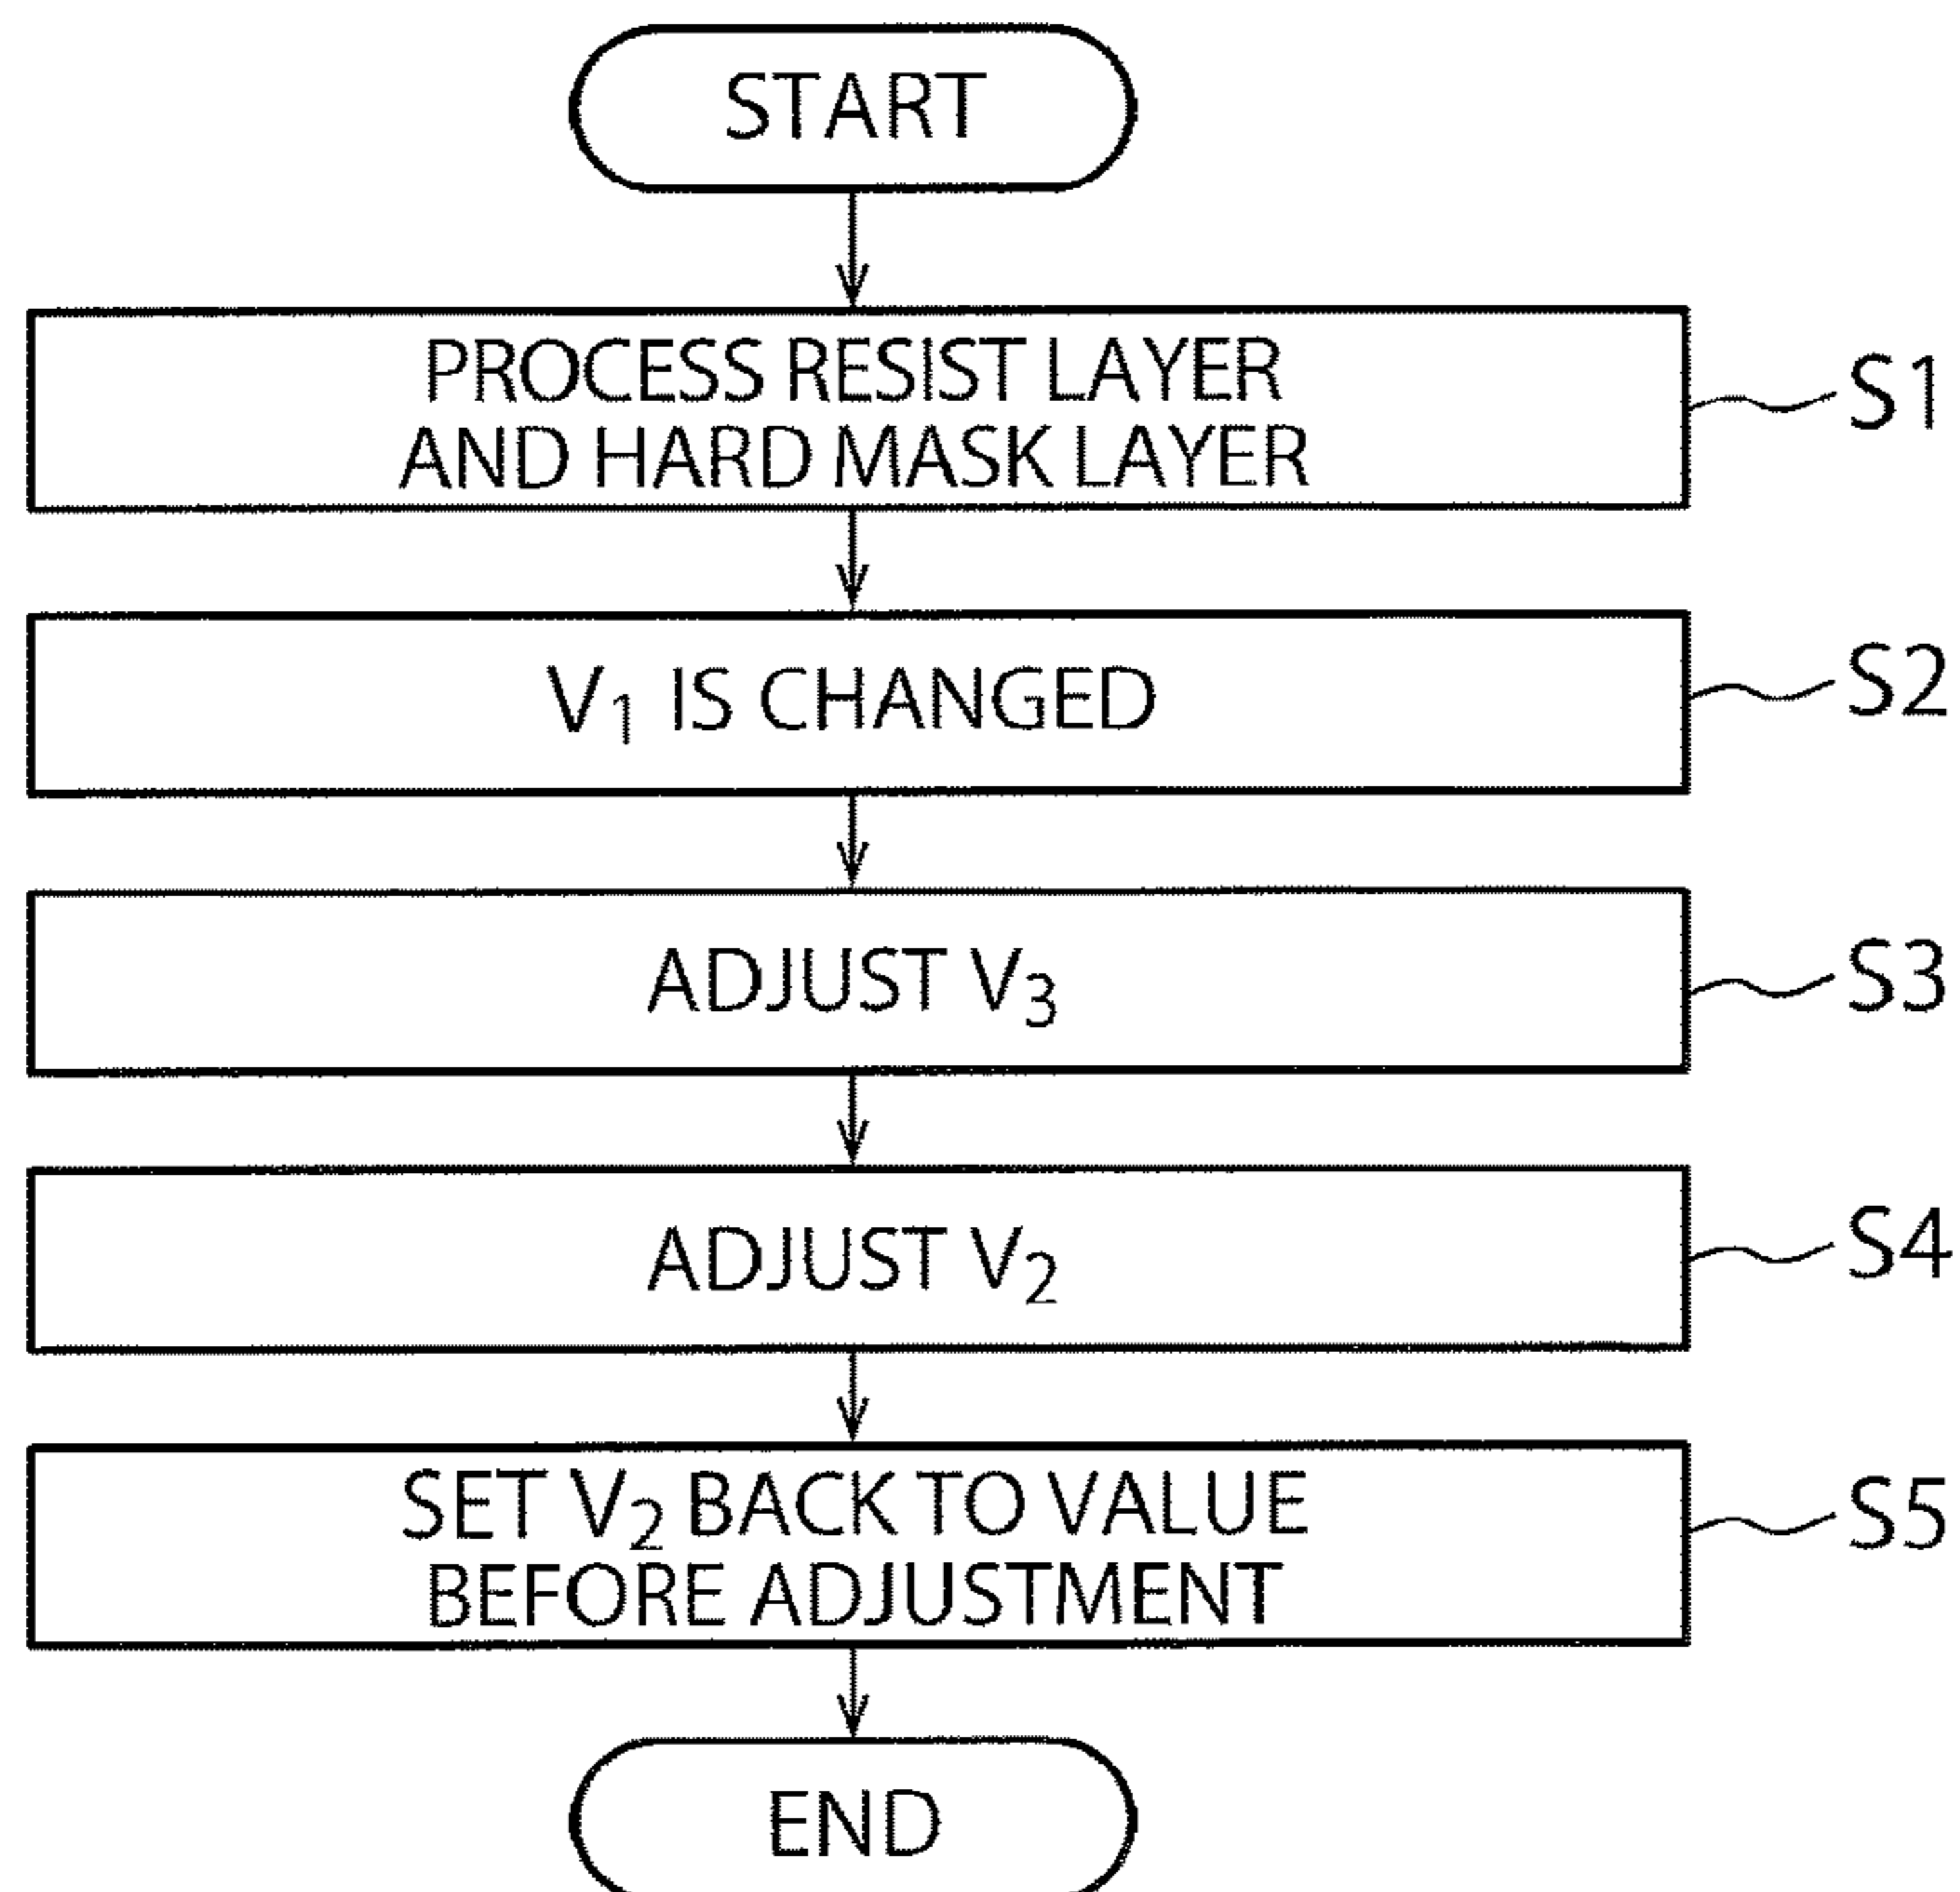 START
PROCESS RESIST LAYER
AND HARD MASK LAYER
S1
V₁ IS CHANGED
S2
ADJUST V₃
S3
ADJUST V₂
S4
SET V₂ BACK TO VALUE
BEFORE ADJUSTMENT
S5
END